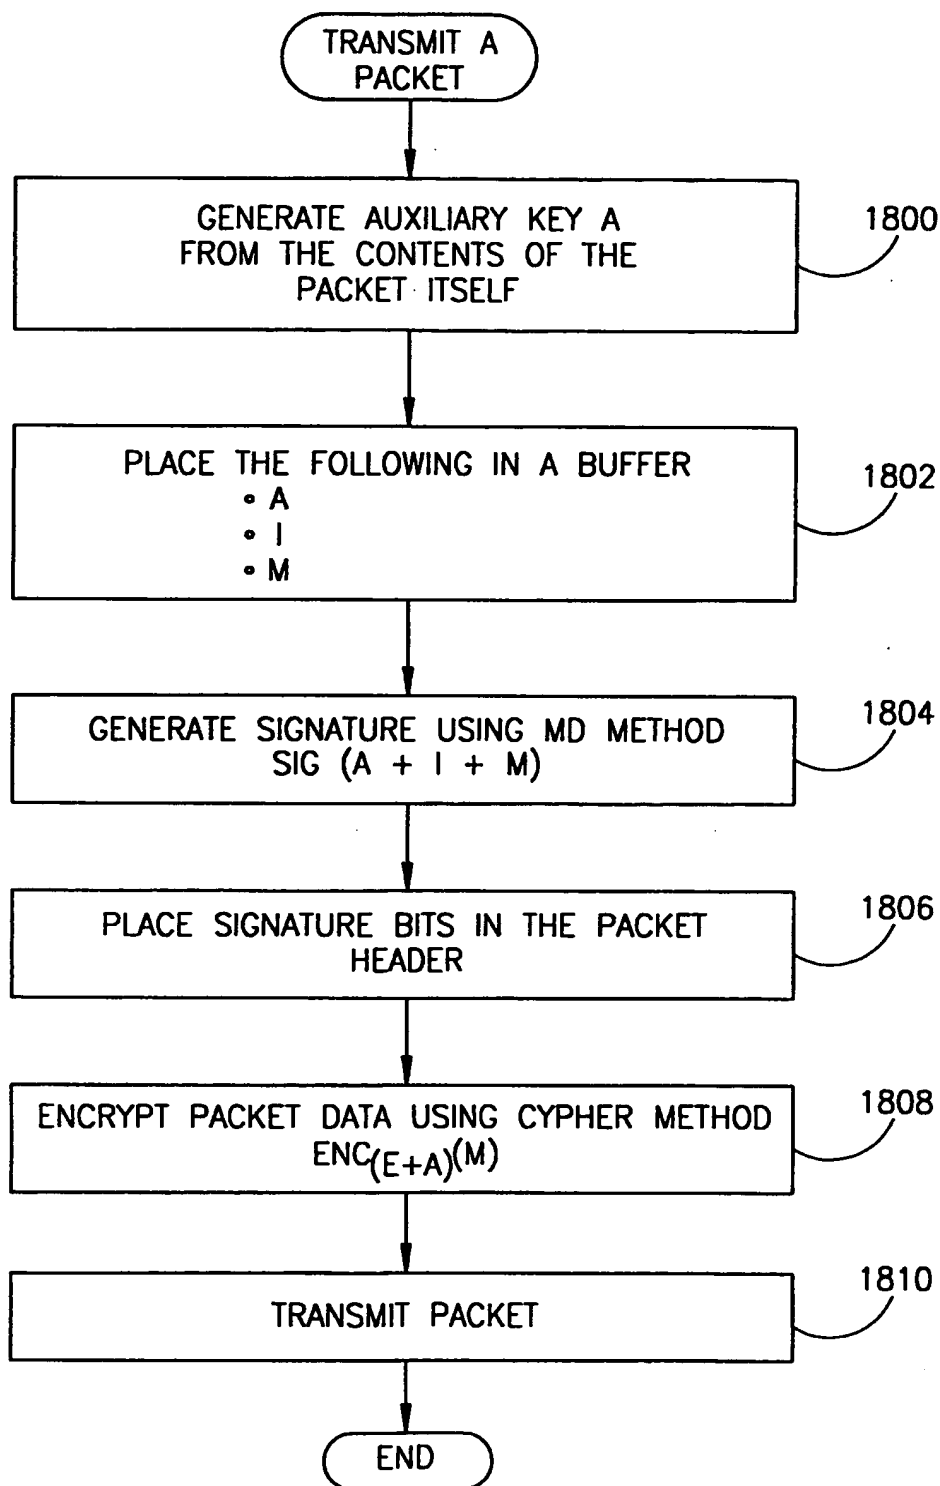 TRANSMIT A
PACKET
GENERATE AUXILIARY KEY A
FROM THE CONTENTS OF THE
PACKET ITSELF
1800
PLACE THE FOLLOWING IN A BUFFER
• A
• I
• M
1802
GENERATE SIGNATURE USING MD METHOD
SIG (A + I + M)
1804
PLACE SIGNATURE BITS IN THE PACKET
HEADER
1806
ENCRYPT PACKET DATA USING CYPHER METHOD
ENC(E+A)(M)
1808
TRANSMIT PACKET
1810
END